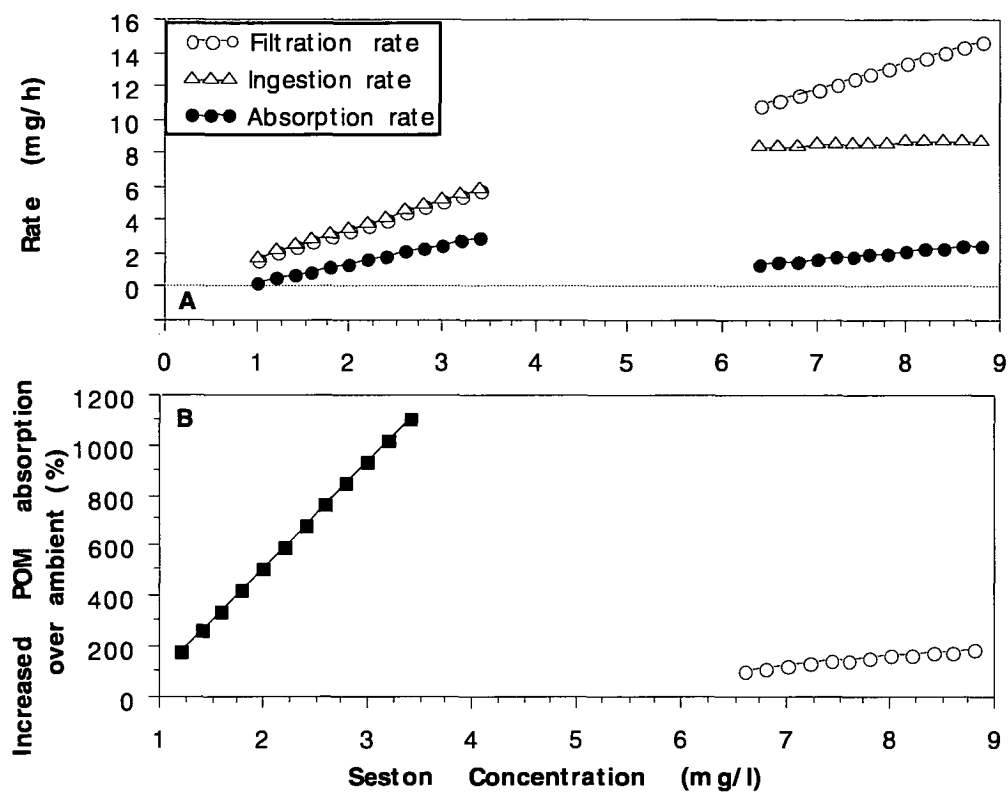 16
14
12
10
8
6
4
2
0
Rate (mg/h)
Filtration rate
Ingestion rate
Absorption rate
A
0 1 2 3 4 5 6 7 8 9
1200
1000
800
600
400
200
0
Increased POM absorption
over ambient (%)
B
1 2 3 4 5 6 7 8 9
Seston Concentration (mg/l)